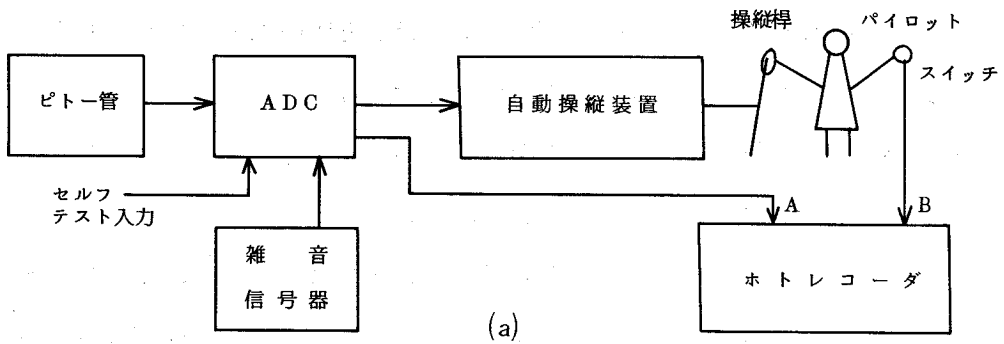 操縦桿
パイロット
スイッチ
ピトー管
ADC
自動操縦装置
セルフ
テスト入力
A
B
雑音
信号器
ホトレコーダ
(a)